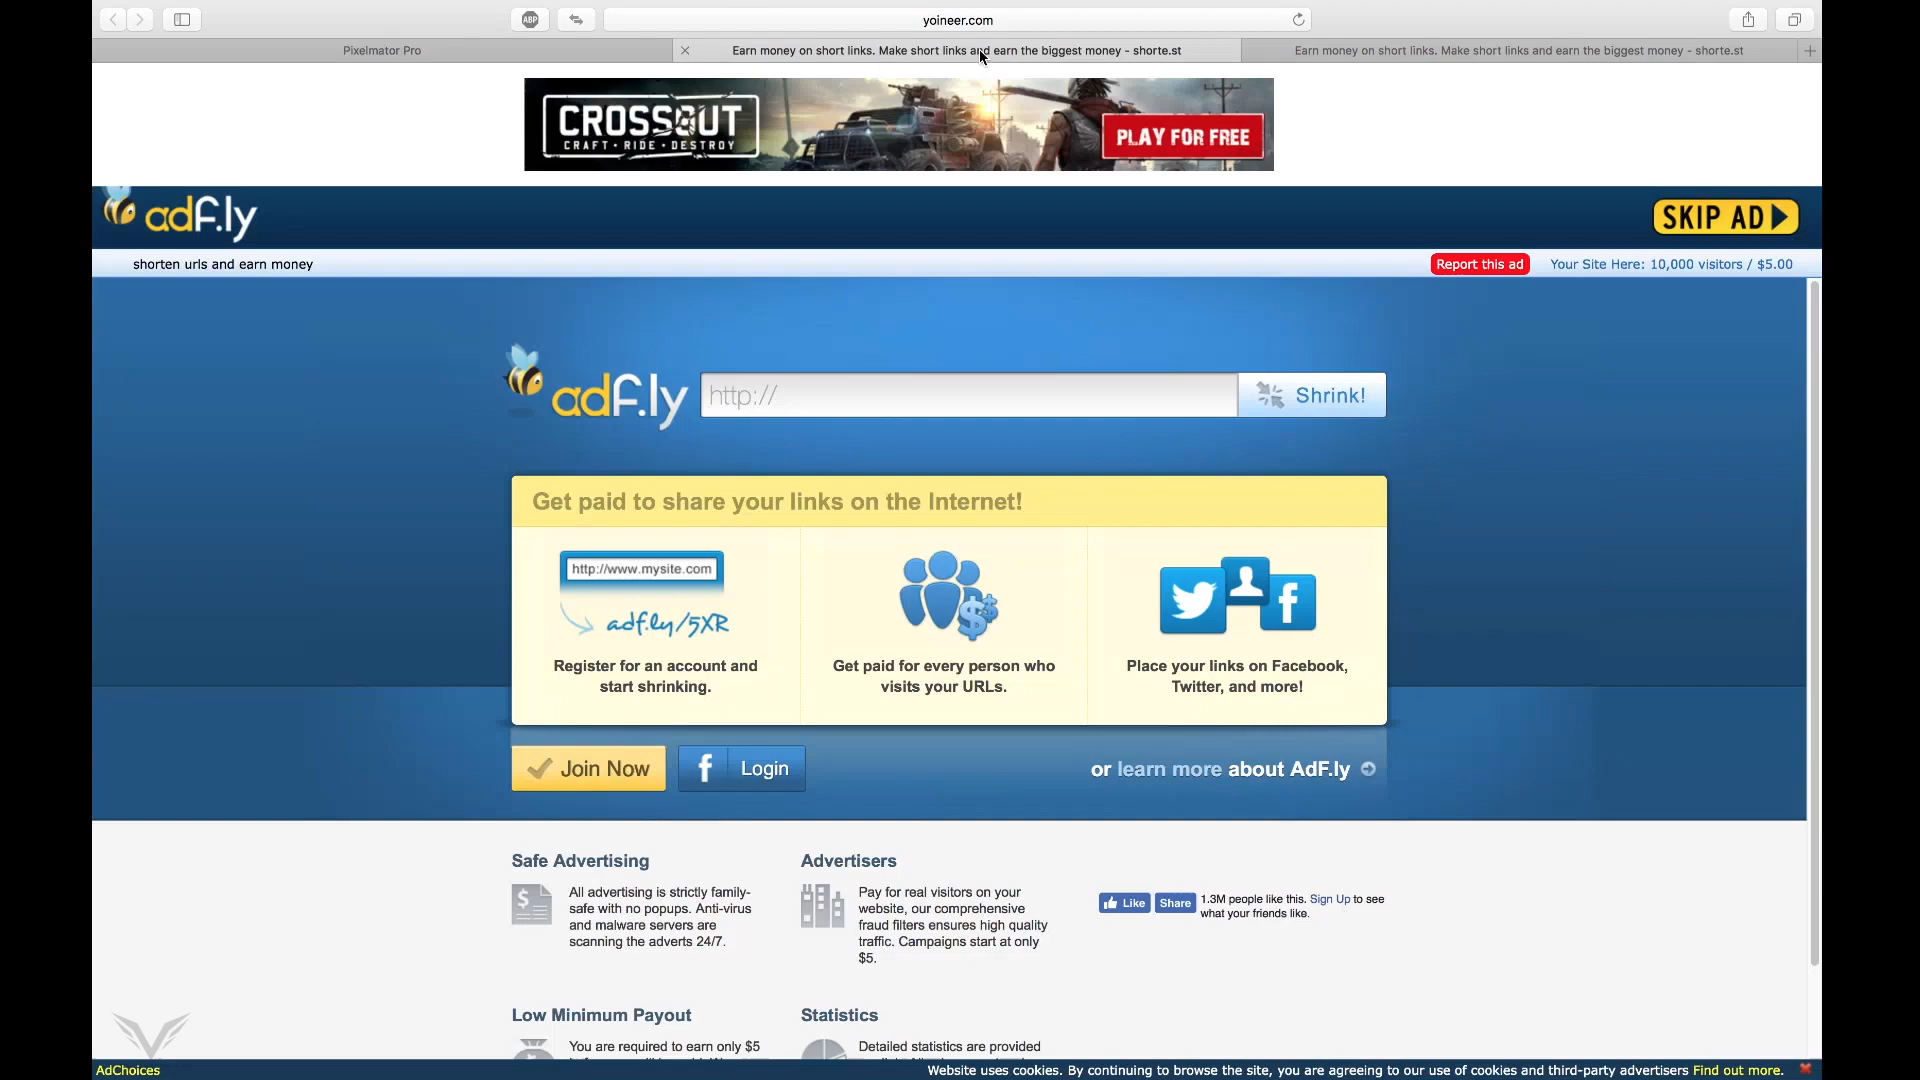 ABP
yoineer.com
Pixelmator Pro
Earn money on short links. Make short links and earn the biggest money - shorte.st
Earn money on short links. Make short links and earn the biggest money - shorte.st
CROSSOUT
CRAFT • RIDE • DESTROY
PLAY FOR FREE
adf.ly
SKIP AD
shorten urls and earn money
Report this ad
Your Site Here: 10,000 visitors / $5.00
adf.ly
http://
Shrink!
Get paid to share your links on the Internet!
http://www.mysite.com
adf.ly/5XR
Register for an account and
start shrinking.
Get paid for every person who
visits your URLs.
Place your links on Facebook,
Twitter, and more!
Join Now
Login
or learn more about AdF.ly
Safe Advertising
All advertising is strictly family-
safe with no popups. Anti-virus
and malware servers are
scanning the adverts 24/7.
Advertisers
Pay for real visitors on your
website, our comprehensive
fraud filters ensures high quality
traffic. Campaigns start at only
$5.
Like
Share
1.3M people like this. Sign Up to see
what your friends like.
Low Minimum Payout
You are required to earn only $5
Statistics
Detailed statistics are provided
AdChoices
Website uses cookies. By continuing to browse the site, you are agreeing to our use of cookies and third-party advertisers Find out more.